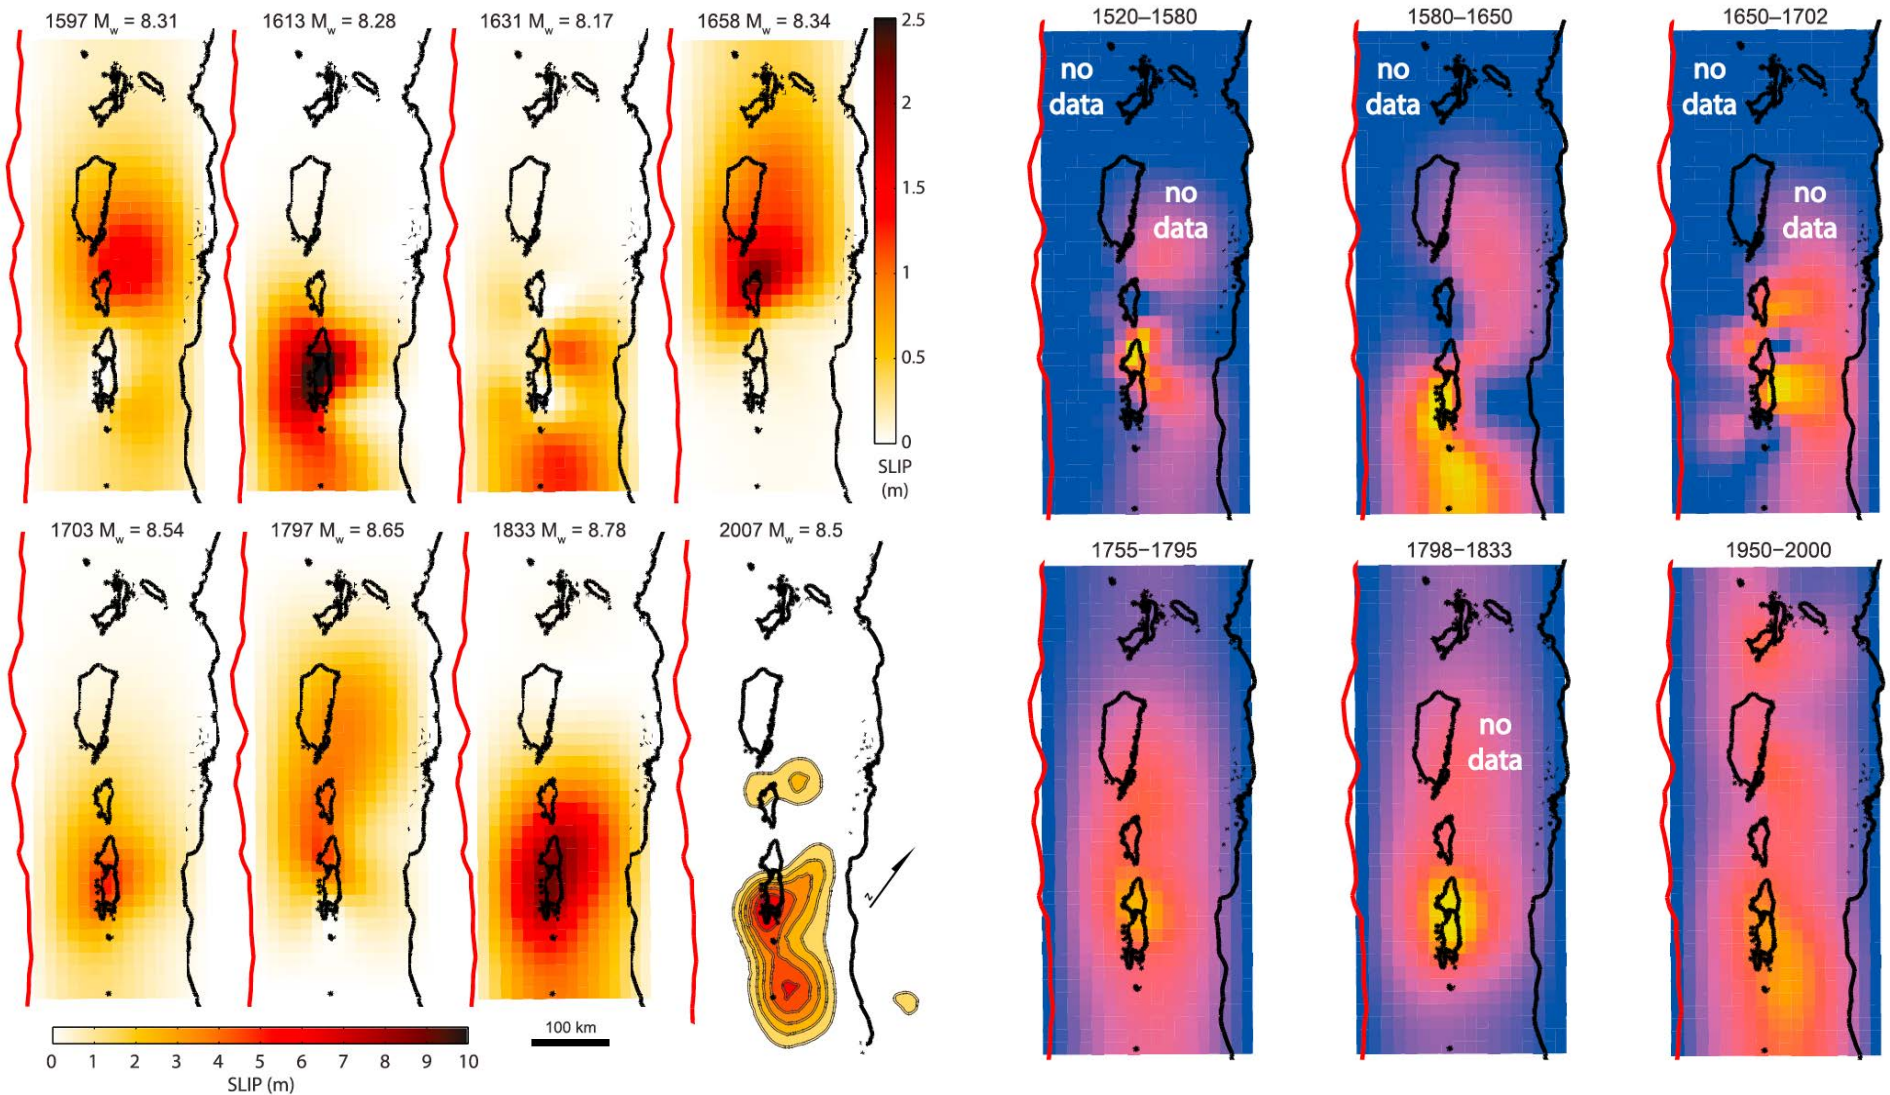 1597 Mw = 8.31
1613 Mw = 8.28
1631 Mw = 8.17
1658 Mw = 8.34
2.5
2
1.5
1
0.5
0
SLIP
(m)
1703 Mw = 8.54
1797 Mw = 8.65
1833 Mw = 8.78
2007 Mw = 8.5
z
0 1 2 3 4 5 6 7 8 9 10
SLIP (m)
100 km
1520–1580
no
data
no
data
1580–1650
no
data
1650–1702
no
data
no
data
1755–1795
1798–1833
no
data
1950–2000